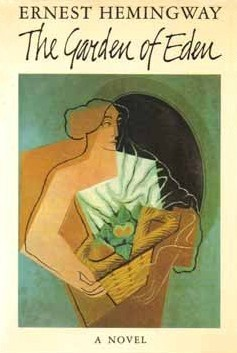 ERNEST HEMINGWAY
The Garden of Eden
A NOVEL